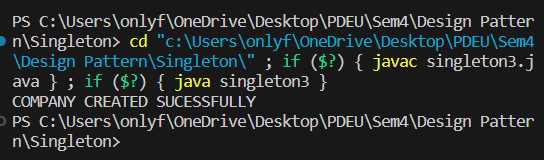 PS C:\Users\onlyf\OneDrive\Desktop\PDEU\Sem4\Design Patter
n\Singleton> cd "c:\Users\onlyf\OneDrive\Desktop\PDEU\Sem4
\Design Pattern\Singleton\" ; if ($?) { javac singleton3.j
ava } ; if ($?) { java singleton3 }
COMPANY CREATED SUCESSFULLY
PS C:\Users\onlyf\OneDrive\Desktop\PDEU\Sem4\Design Patter
n\Singleton>